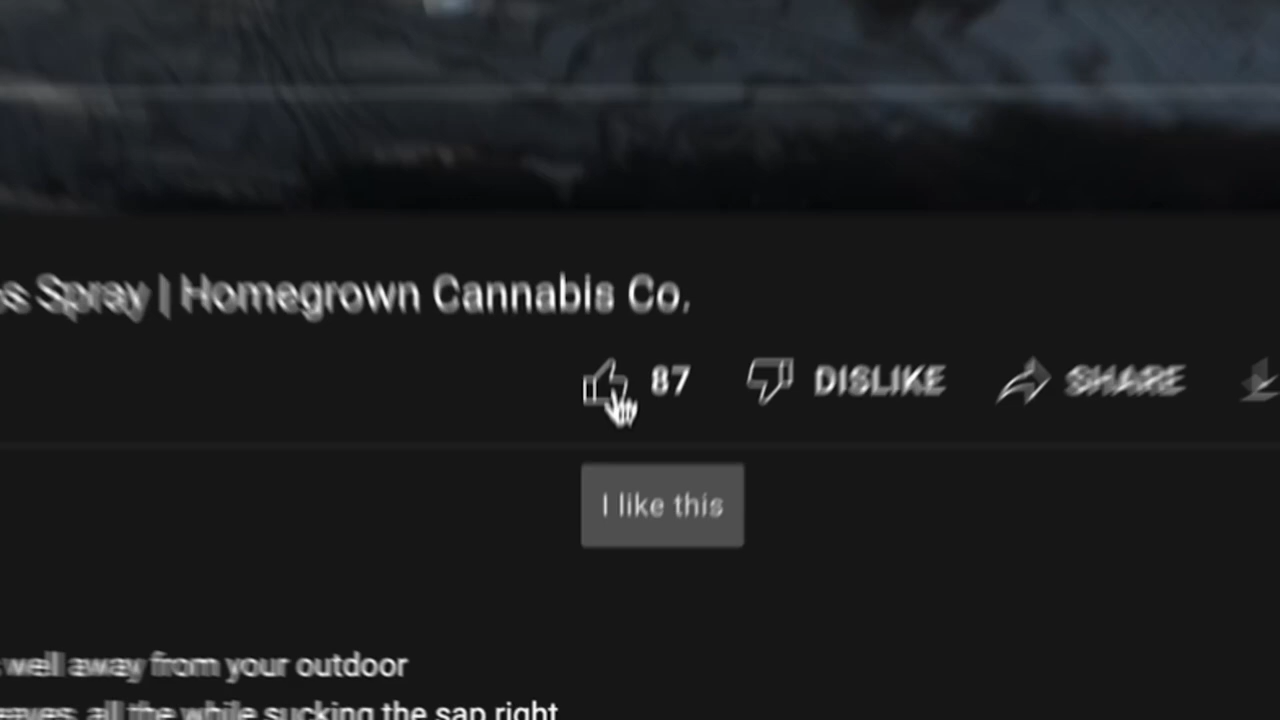 s Spray | Homegrown Cannabis Co.
87 DISLIKE SHARE
I like this
well away from your outdoor
eaves, all the while sucking the sap right